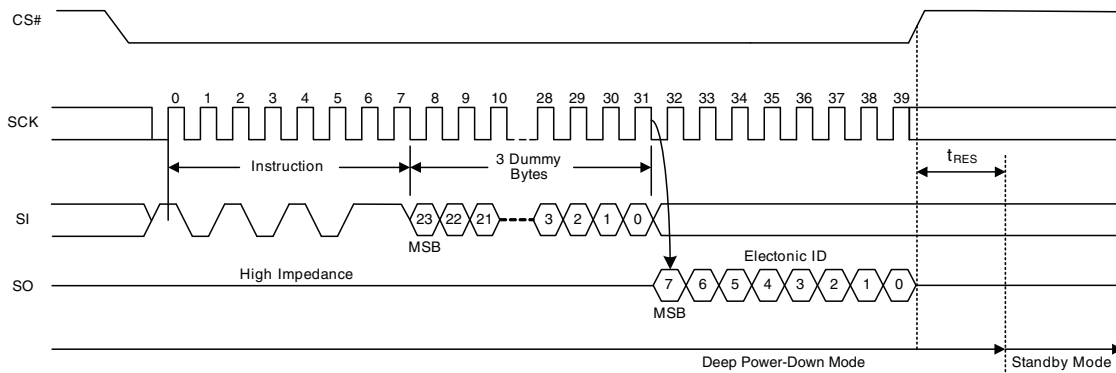 CS#
0 1 2 3 4 5 6 7 8 9 10 28 29 30 31 32 33 34 35 36 37 38 39
SCK
Instruction
3 Dummy
Bytes
tRES
SI
23 22 21 3 2 1 0
MSB
High Impedance
Electonic ID
SO
7 6 5 4 3 2 1 0
MSB
Deep Power-Down Mode
Standby Mode